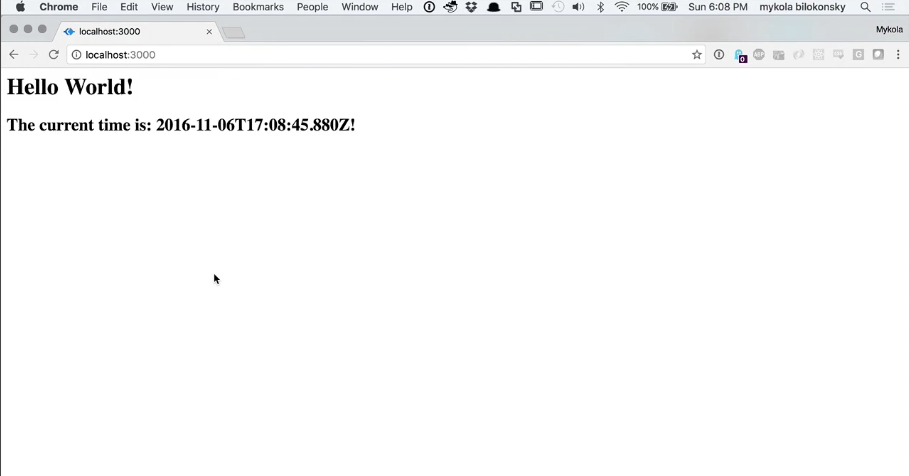 Chrome File Edit View History Bookmarks People Window Help 100% Sun 6:08 PM mykola bilokonsky
localhost:3000 Mykola
localhost:3000
Hello World!
The current time is: 2016-11-06T17:08:45.880Z!